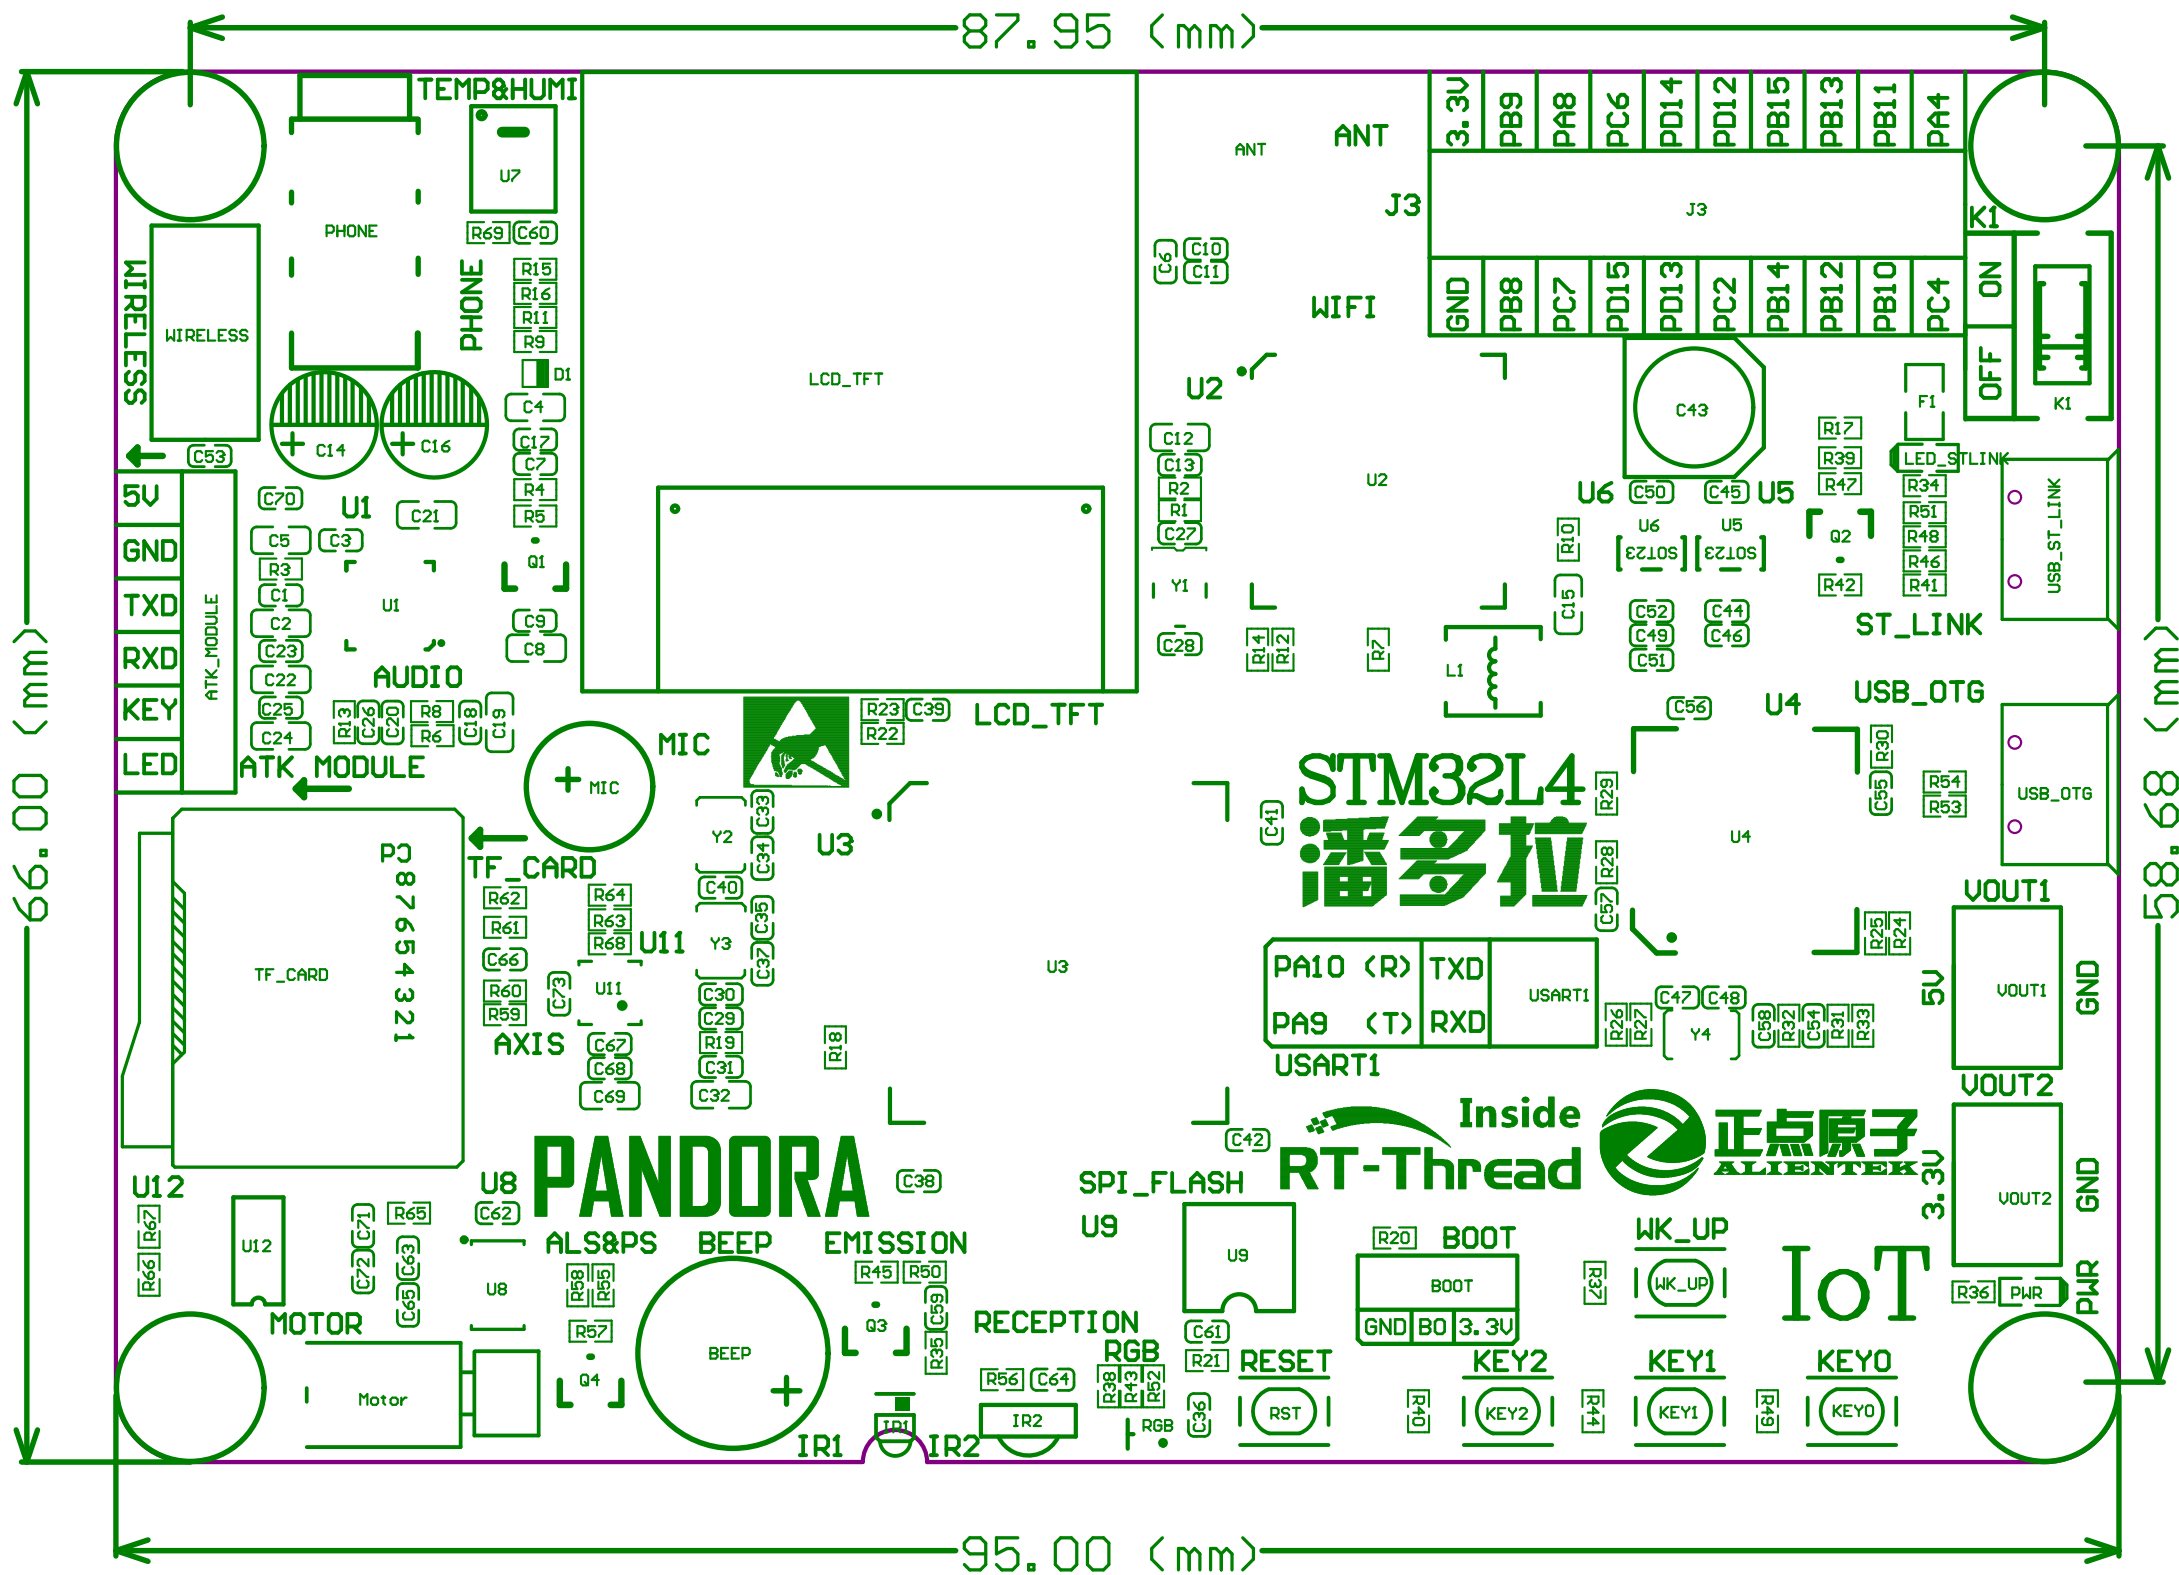 87.95 (mm)
TEMP&HUMI
3.3V PB9 PA8 PC6 PD14 PD12 PB15 PB13 PB11 PA4
ANT
ANT
U7
J3
J3
K1
PHONE
R69 C60
C6 C10
C11
WIRELESS
WIRELESS
PHONE
R15
R16
R11
R9
D1
C4
WIFI
GND PB8 PC7 PD15 PD13 PC2 PB14 PB12 PB10 PC4
ON
OFF
K1
F1
LCD_TFT
U2
C43
C14
C16
C53
C17
C7
R4
R5
C12
C13
R2
R1
C27
U2
R17
R39
R47
LED_STLINK
R34
R51
R48
R46
R41
USB_ST_LINK
5V
GND
TXD
RXD
KEY
LED
ATK_MODULE
C70
U1
C21
C5
C3
R3
C1
C2
C23
C22
C25
C24
U1
Q1
C9
C8
Y1
C28
U6
C50
C45
U5
U6
U5
SOT23
SOT23
R10
C15
C52
C49
C51
C44
C46
Q2
R42
ST_LINK
66.00 (mm)
58.68 (mm)
AUDIO
R13
C26
C20
R8
R6
C18
C19
R14
R12
R7
L1
USB_OTG
C56
U4
ATK MODULE
MIC
MIC
R23
C39
R22
LCD_TFT
STM32L4
潘多拉
R29
R28
C57
R30
C55
R54
R53
USB_OTG
U4
C41
TF_CARD
TF_CARD
Cd
8
7
6
5
4
3
2
1
Y2
C33
C34
C40
C35
Y3
C37
U3
U3
R62
R61
C66
R60
R59
R64
R63
R68
U11
U11
C73
AXIS
C67
C68
C69
C30
C29
R19
C31
C32
R18
PA10 (R) TXD
PA9 (T) RXD
USART1
USART1
R25
R24
VOUT1
5V
VOUT1
GND
R26
R27
C47
C48
Y4
C58
R32
C54
R31
R33
VOUT2
3.3V
VOUT2
GND
PANDORA
C38
C42
SPI_FLASH
U9
U9
Inside
RT-Thread
正点原子
ALIENTEK
U12
R67
R66
U12
C71
C72
R65
C63
C65
U8
C62
U8
ALS&PS
R58
R55
R57
Q4
BEEP
BEEP
EMISSION
R45
R50
Q3
C59
R35
MOTOR
Motor
IR1
IR1
IR2
RECEPTION
R56
C64
IR2
RGB
R38
R43
R52
RGB
C61
R21
C36
R20
BOOT
BOOT
GND B0 3.3V
R37
WK_UP
WK_UP
IoT
R36
PWR
PWR
RESET
RST
R40
KEY2
KEY2
R44
KEY1
KEY1
R49
KEY0
KEY0
95.00 (mm)